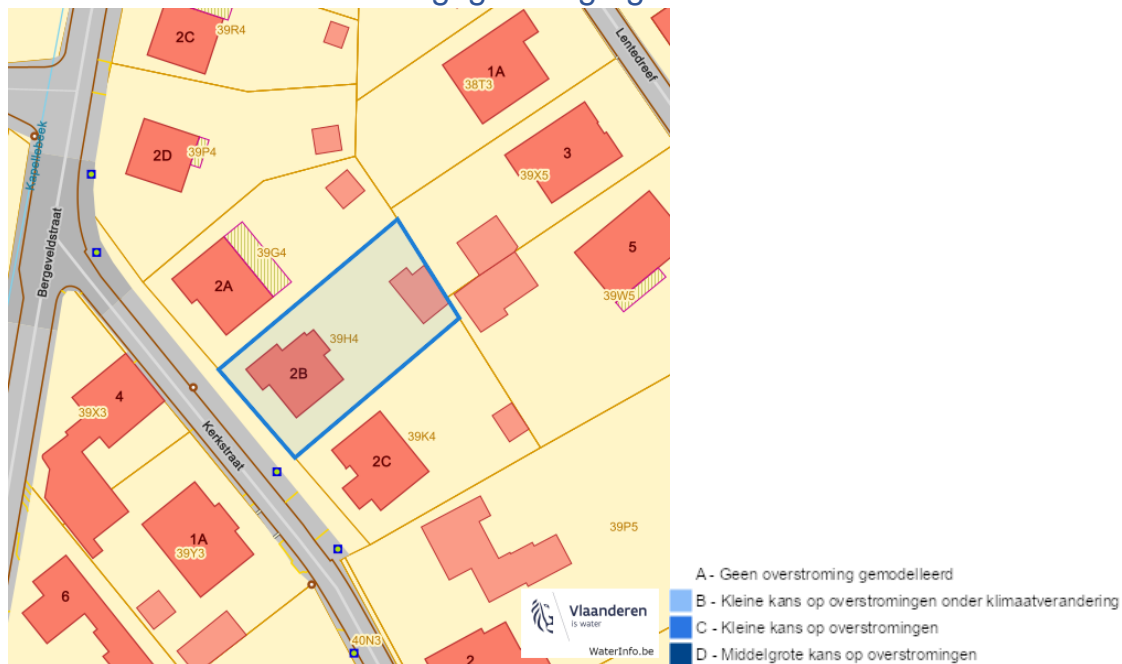 2C
39R4
Lentedreef
1A
38T3
Kapellebeek
2D
39P4
3
39X5
Bergeveldstraat
39G4
2A
5
39W5
39H4
2B
4
39X3
Kerkstraat
39K4
2C
1A
39Y3
39P5
6
40N3
2
Vlaanderen
is water
WaterInfo.be
A - Geen overstroming gemodelleerd
B - Kleine kans op overstromingen onder klimaatverandering
C - Kleine kans op overstromingen
D - Middelgrote kans op overstromingen